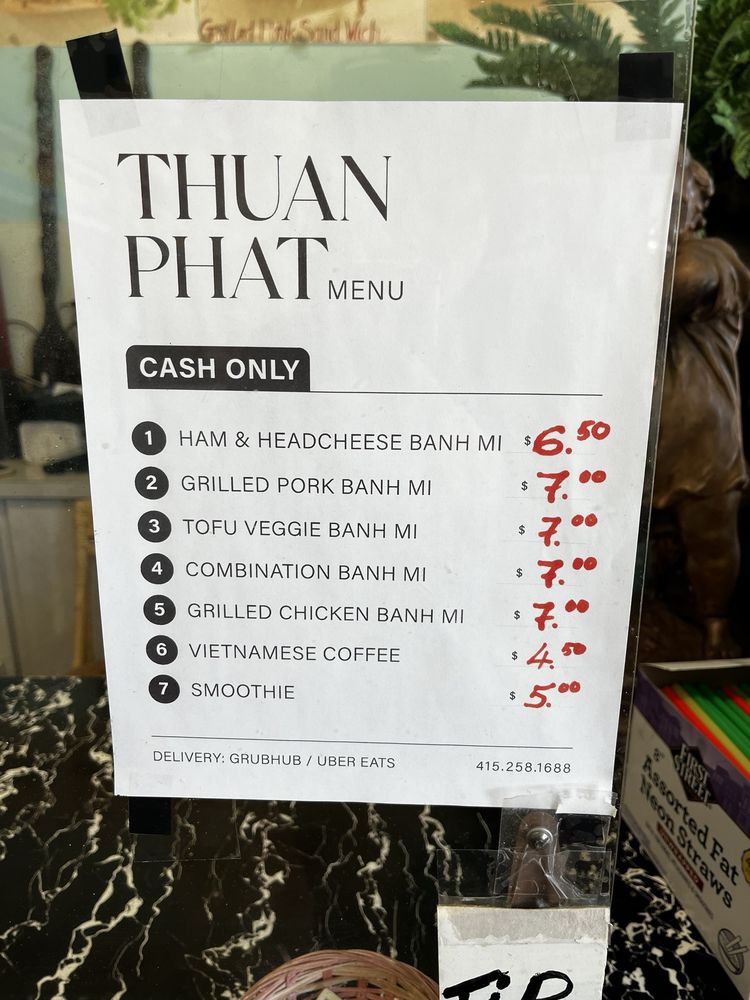 Grilled Pork Sand Wich
THUAN
PHAT MENU
CASH ONLY
1 HAM & HEADCHEESE BANH MI $6.50
2 GRILLED PORK BANH MI $7.00
3 TOFU VEGGIE BANH MI $7.00
4 COMBINATION BANH MI $7.00
5 GRILLED CHICKEN BANH MI $7.00
6 VIETNAMESE COFFEE $4.50
7 SMOOTHIE $5.00
DELIVERY: GRUBHUB / UBER EATS 415.258.1688
FIRST
STREET
Assorted Fat
Neon Straws
TIP